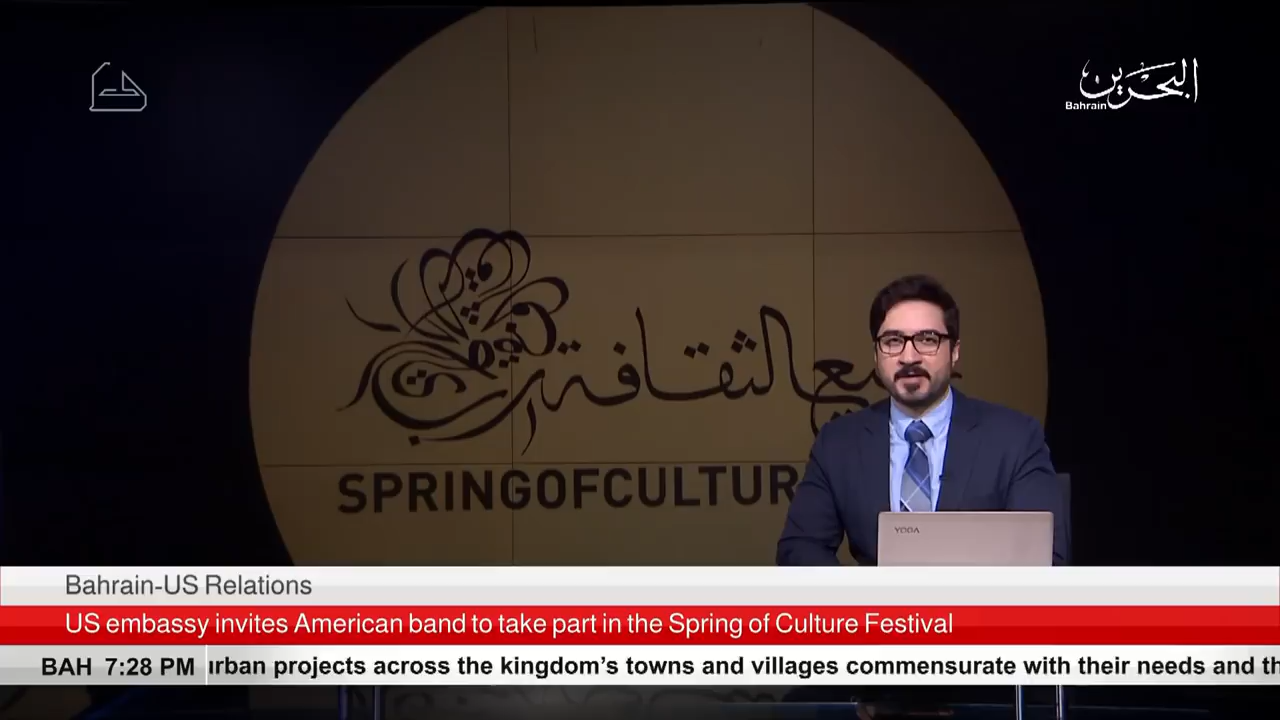 البحرين
Bahrain
ربيع الثقافة
SPRINGOFCULTUR
YOGA
Bahrain-US Relations
US embassy invites American band to take part in the Spring of Culture Festival
BAH 7:28 PM urban projects across the kingdom’s towns and villages commensurate with their needs and th